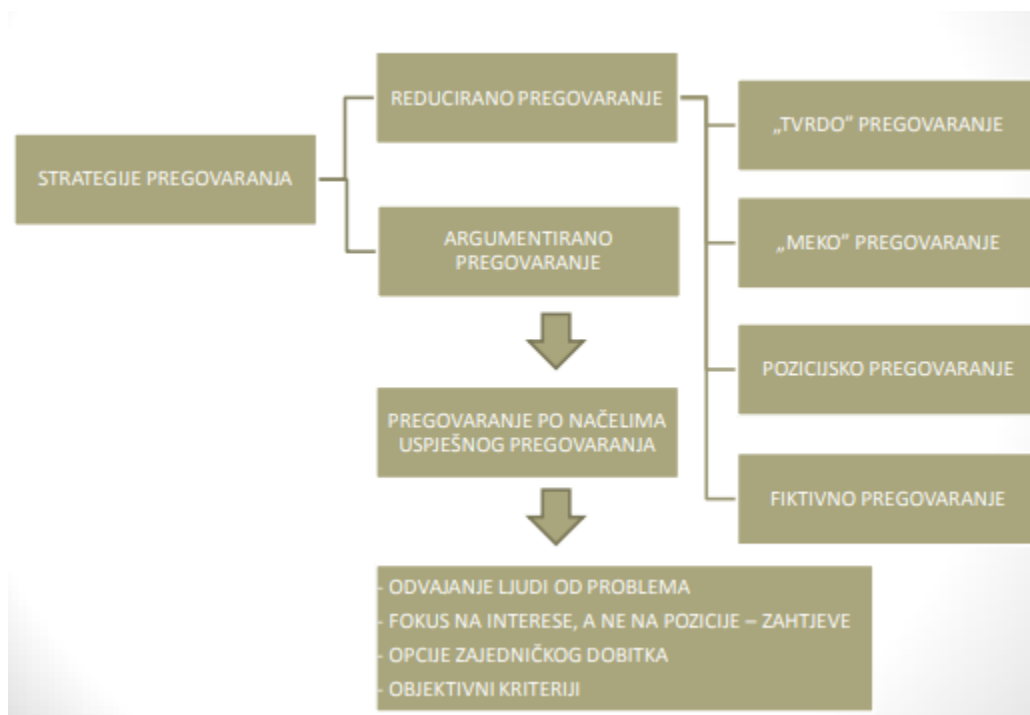 STRATEGIJE PREGOVARANJA
REDUCIRANO PREGOVARANJE
ARGUMENTIRANO
PREGOVARANJE
PREGOVARANJE PO NAČELIMA
USPJEŠNOG PREGOVARANJA
- ODVAJANJE LJUDI OD PROBLEMA
- FOKUS NA INTERESE, A NE NA POZICIJE – ZAHTJEVE
- OPCIJE ZAJEDNIČKOG DOBITKA
- OBJEKTIVNI KRITERIJI
„TVRDO” PREGOVARANJE
„MEKO” PREGOVARANJE
POZICIJSKO PREGOVARANJE
FIKTIVNO PREGOVARANJE